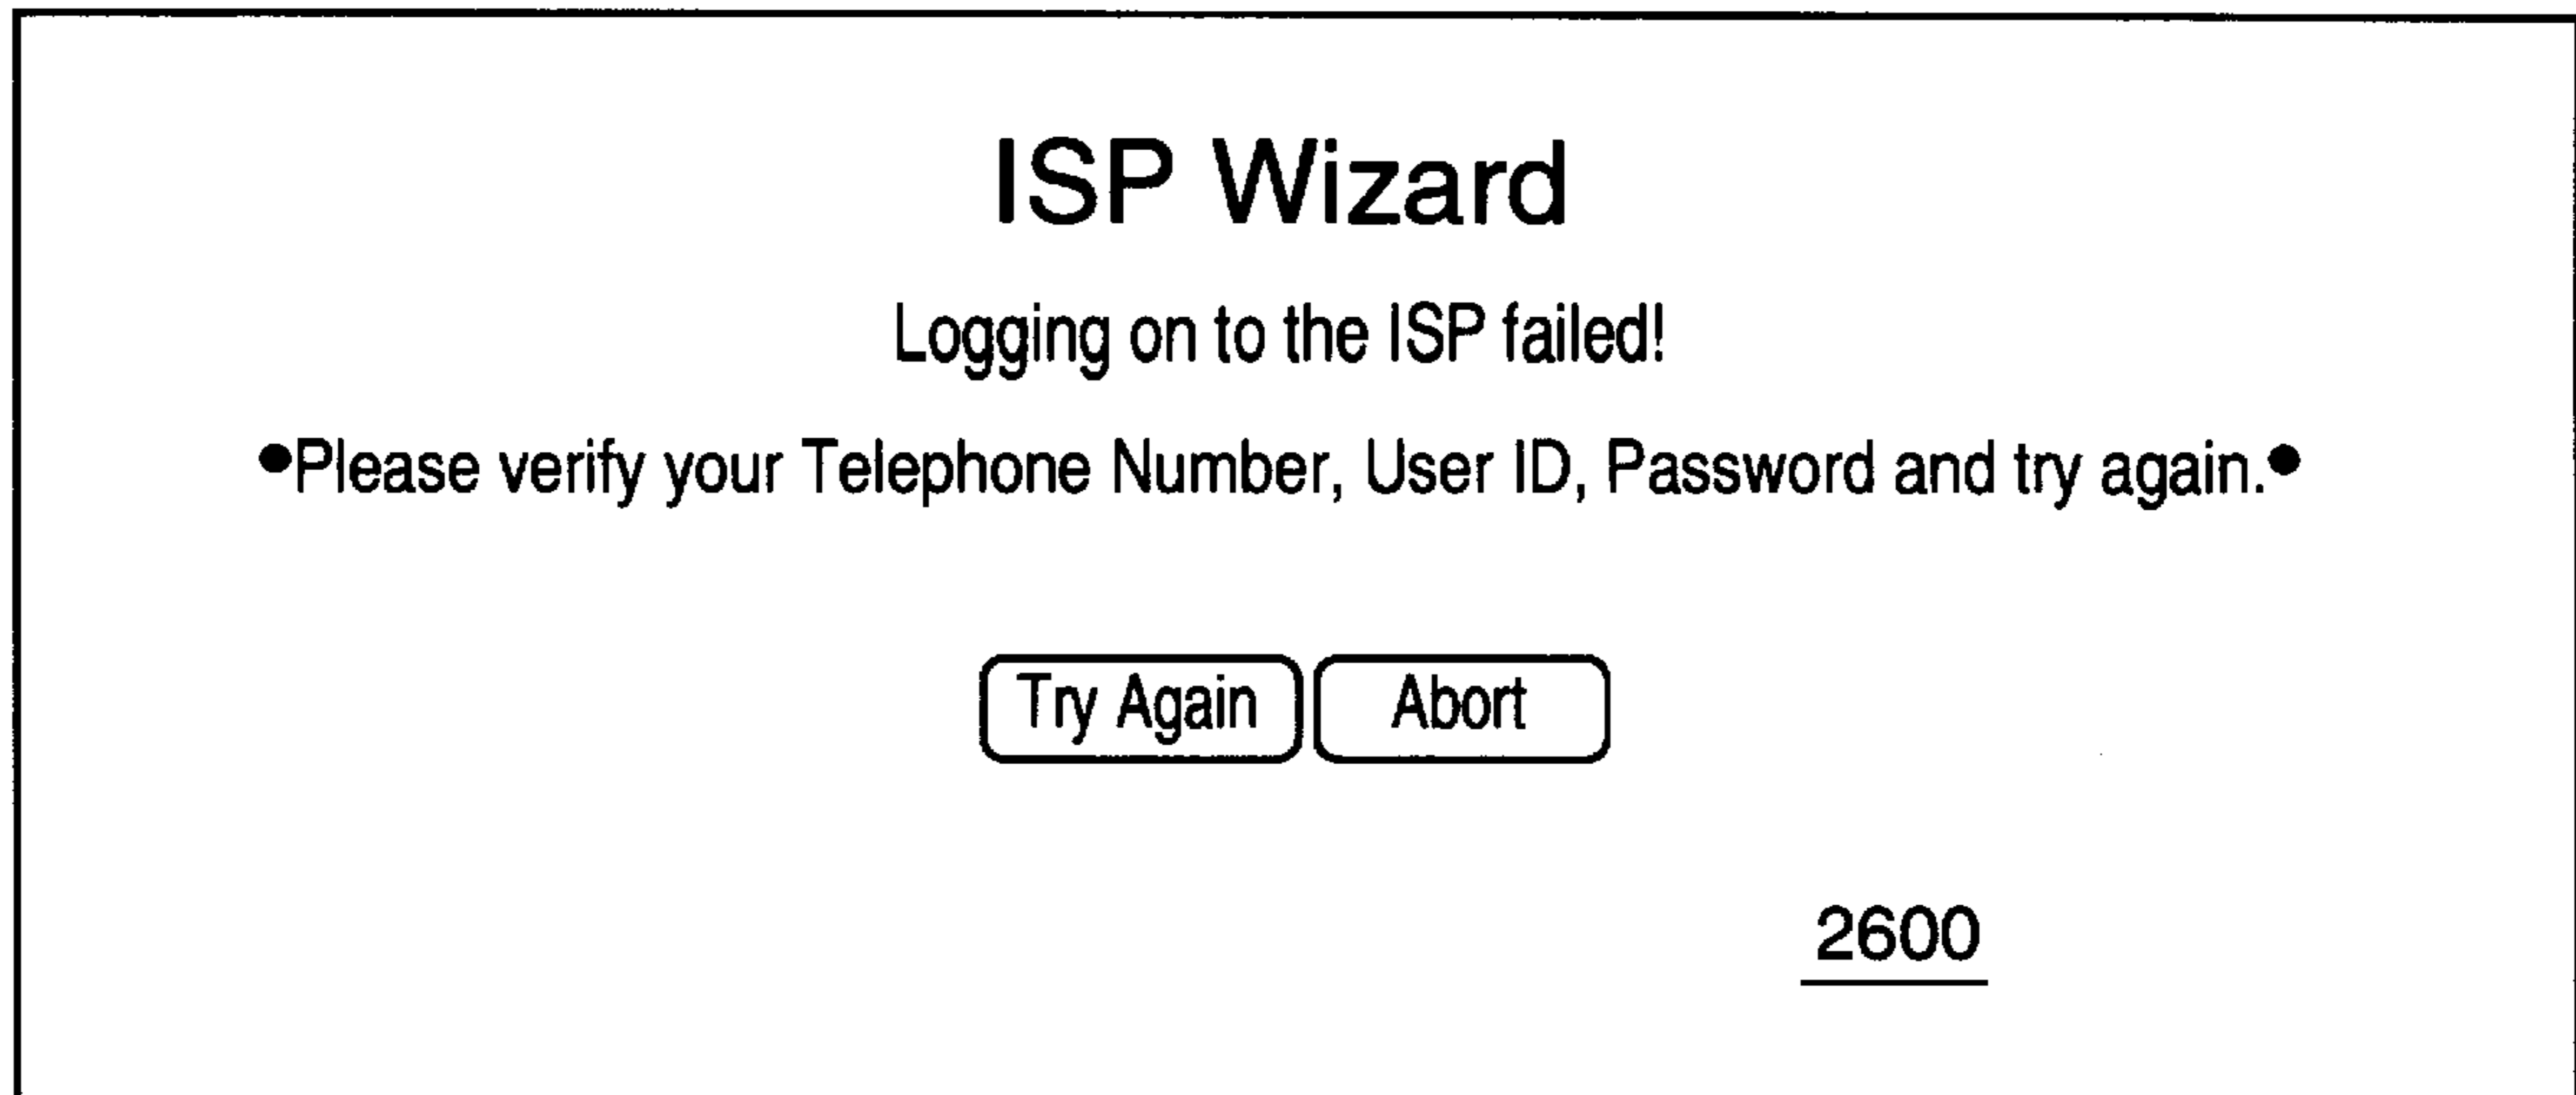 ISP Wizard
Logging on to the ISP failed!
•Please verify your Telephone Number, User ID, Password and try again.•
Try Again Abort
2600